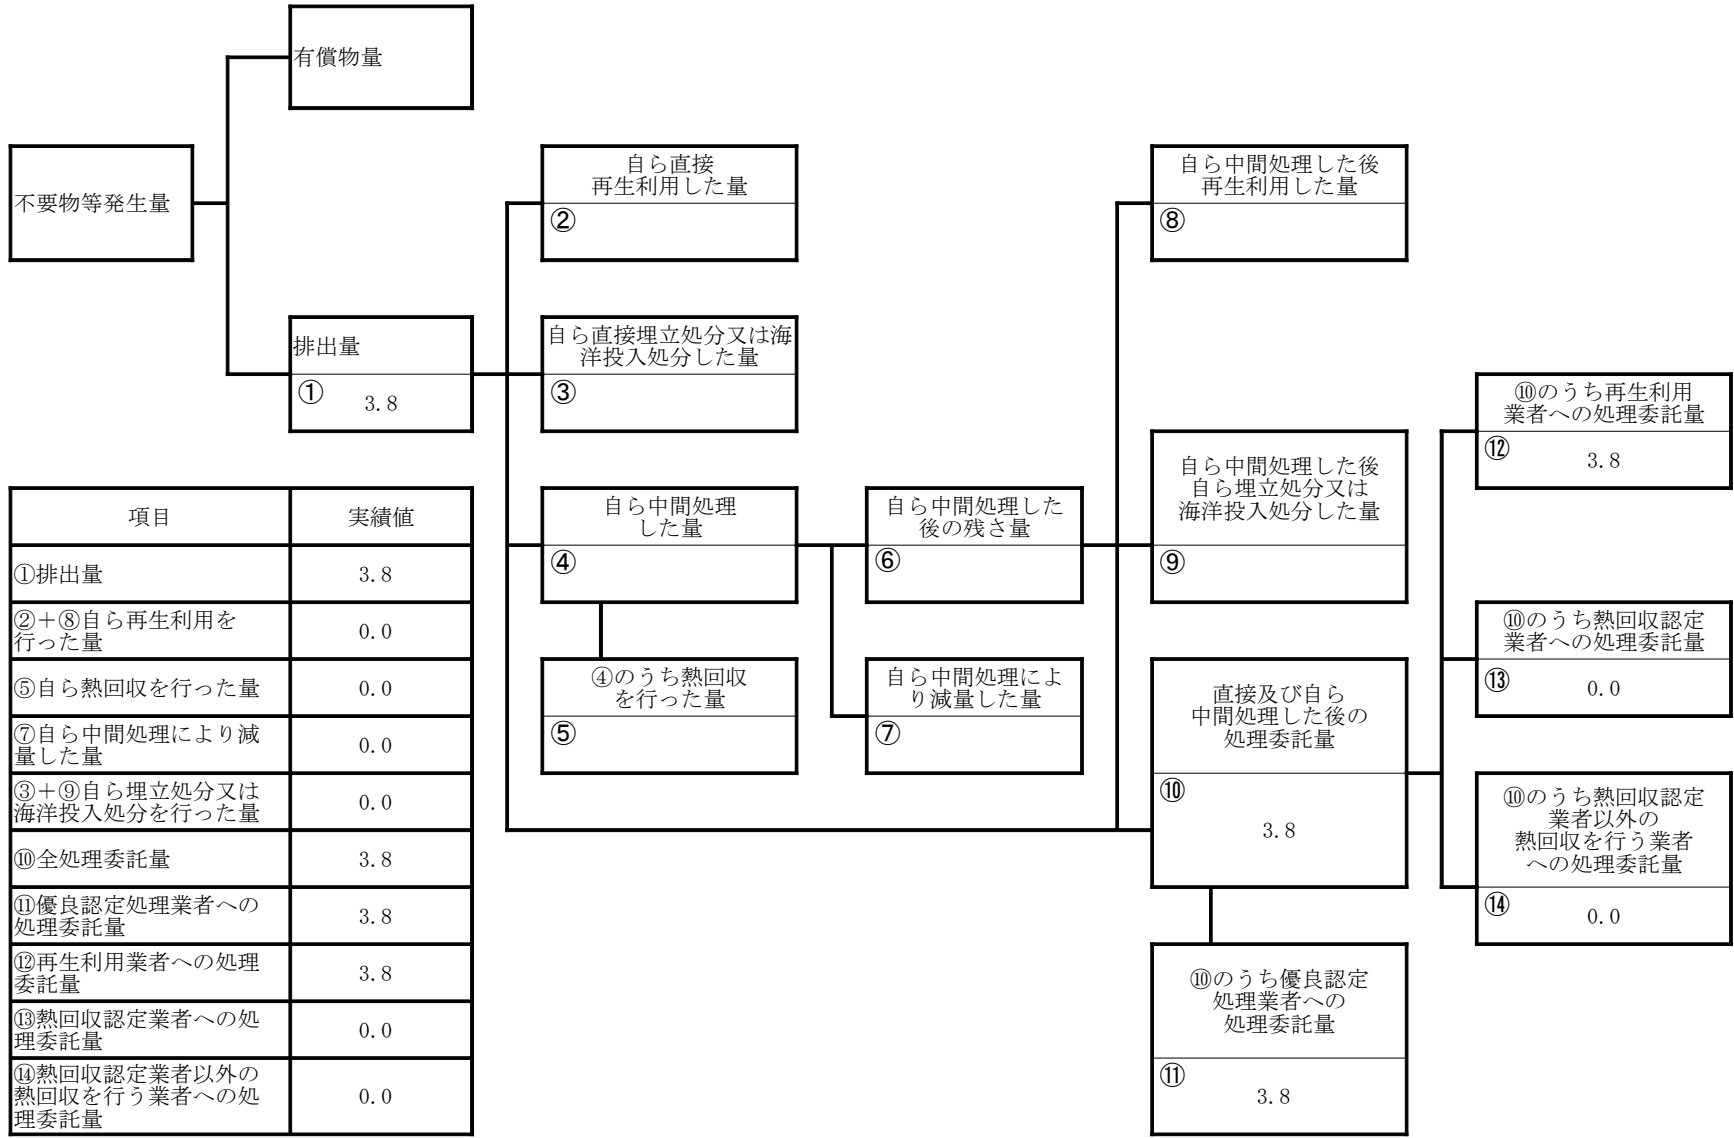 有償物量
不要物等発生量
自ら直接
再生利用した量
②
自ら中間処理した後
再生利用した量
⑧
排出量
① 3.8
自ら直接埋立処分又は海
洋投入処分した量
③
⑩のうち再生利用
業者への処理委託量
⑫ 3.8
自ら中間処理
した量
④
自ら中間処理した
後の残さ量
⑥
自ら中間処理した後
自ら埋立処分又は
海洋投入処分した量
⑨
⑩のうち熱回収認定
業者への処理委託量
⑬ 0.0
④のうち熱回収
を行った量
⑤
自ら中間処理によ
り減量した量
⑦
直接及び自ら
中間処理した後の
処理委託量
⑩
3.8
⑩のうち熱回収認定
業者以外の
熱回収を行う業者
への処理委託量
⑭ 0.0
⑩のうち優良認定
処理業者への
処理委託量
⑪
3.8
項目 実績値
①排出量 3.8
②＋⑧自ら再生利用を
行った量 0.0
⑤自ら熱回収を行った量 0.0
⑦自ら中間処理により減
量した量 0.0
③＋⑨自ら埋立処分又は
海洋投入処分を行った量 0.0
⑩全処理委託量 3.8
⑪優良認定処理業者への
処理委託量 3.8
⑫再生利用業者への処理
委託量 3.8
⑬熱回収認定業者への処
理委託量 0.0
⑭熱回収認定業者以外の
熱回収を行う業者への処
理委託量 0.0